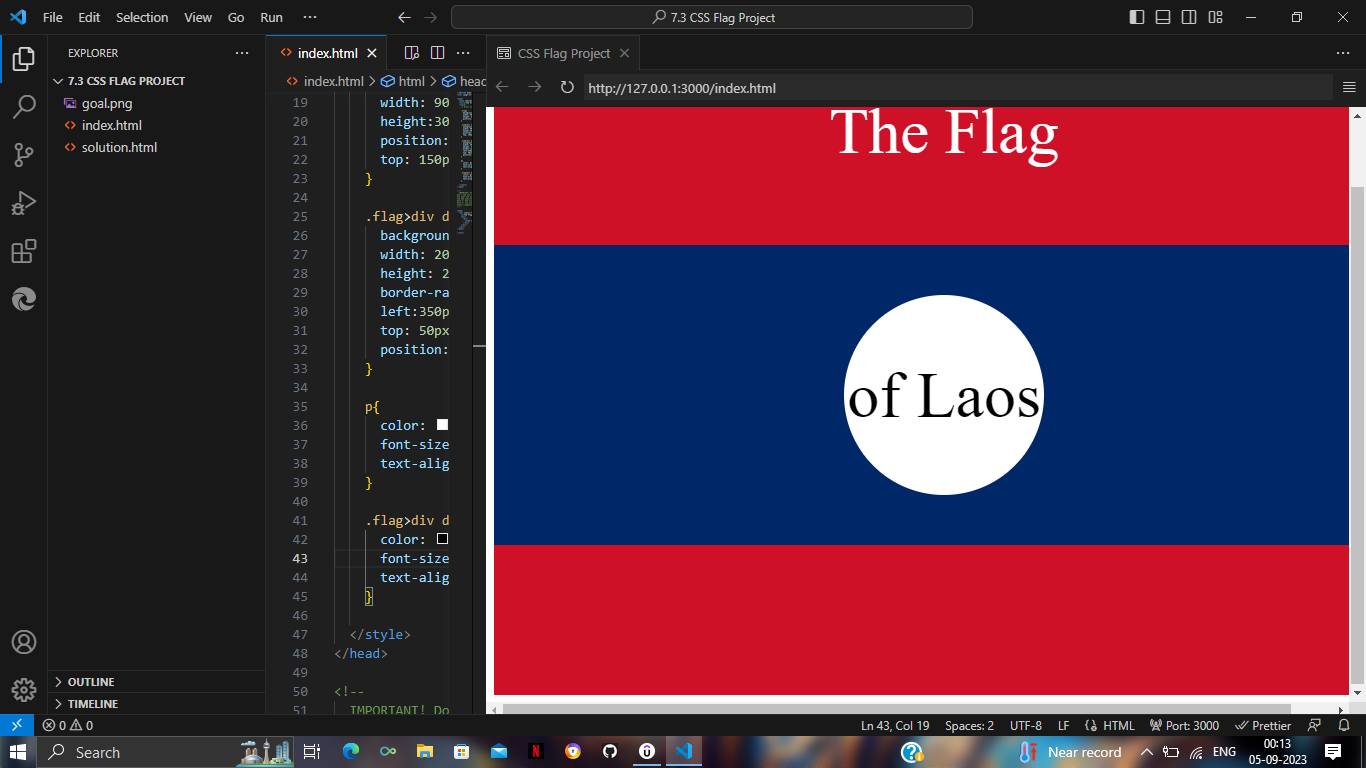 File Edit Selection View Go Run ···
7.3 CSS Flag Project
EXPLORER
7.3 CSS FLAG PROJECT
goal.png
index.html
solution.html
OUTLINE
TIMELINE
index.html
index.html > html > head
19 width: 90
20 height:30
21 position:
22 top: 150p
23 }
24
25 .flag>div d
26 backgroun
27 width: 20
28 height: 2
29 border-ra
30 left:350p
31 top: 50px
32 position:
33 }
34
35 p{
36 color:
37 font-size
38 text-alig
39 }
40
41 .flag>div d
42 color:
43 font-size
44 text-alig
45 }
46
47 </style>
48 </head>
49
50 <!--
51 IMPORTANT! Do
CSS Flag Project
http://127.0.0.1:3000/index.html
The Flag
of Laos
0 0
Ln 43, Col 19 Spaces: 2 UTF-8 LF HTML Port: 3000 Prettier
Search
Near record
ENG
00:13
05-09-2023